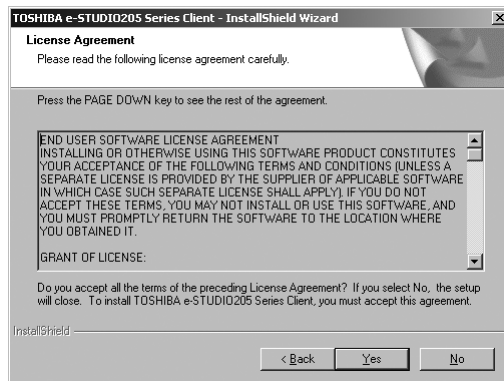 TOSHIBA e-STUDIO205 Series Client - InstallShield Wizard
License Agreement
Please read the following license agreement carefully.
Press the PAGE DOWN key to see the rest of the agreement.
END USER SOFTWARE LICENSE AGREEMENT
INSTALLING OR OTHERWISE USING THIS SOFTWARE PRODUCT CONSTITUTES
YOUR ACCEPTANCE OF THE FOLLOWING TERMS AND CONDITIONS (UNLESS A
SEPARATE LICENSE IS PROVIDED BY THE SUPPLIER OF APPLICABLE SOFTWARE
IN WHICH CASE SUCH SEPARATE LICENSE SHALL APPLY). IF YOU DO NOT
ACCEPT THESE TERMS, YOU MAY NOT INSTALL OR USE THIS SOFTWARE, AND
YOU MUST PROMPTLY RETURN THE SOFTWARE TO THE LOCATION WHERE
YOU OBTAINED IT.
GRANT OF LICENSE:
Do you accept all the terms of the preceding License Agreement? If you select No, the setup
will close. To install TOSHIBA e-STUDIO205 Series Client, you must accept this agreement.
InstallShield
< Back Yes No